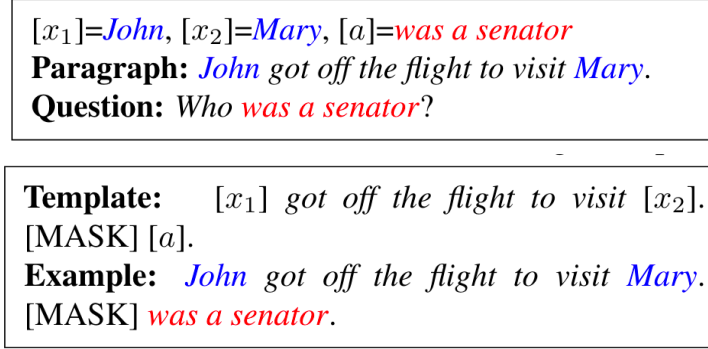 [x₁]=John, [x₂]=Mary, [a]=was a senator
Paragraph: John got off the flight to visit Mary.
Question: Who was a senator?
Template: [x₁] got off the flight to visit [x₂].
[MASK] [a].
Example: John got off the flight to visit Mary.
[MASK] was a senator.